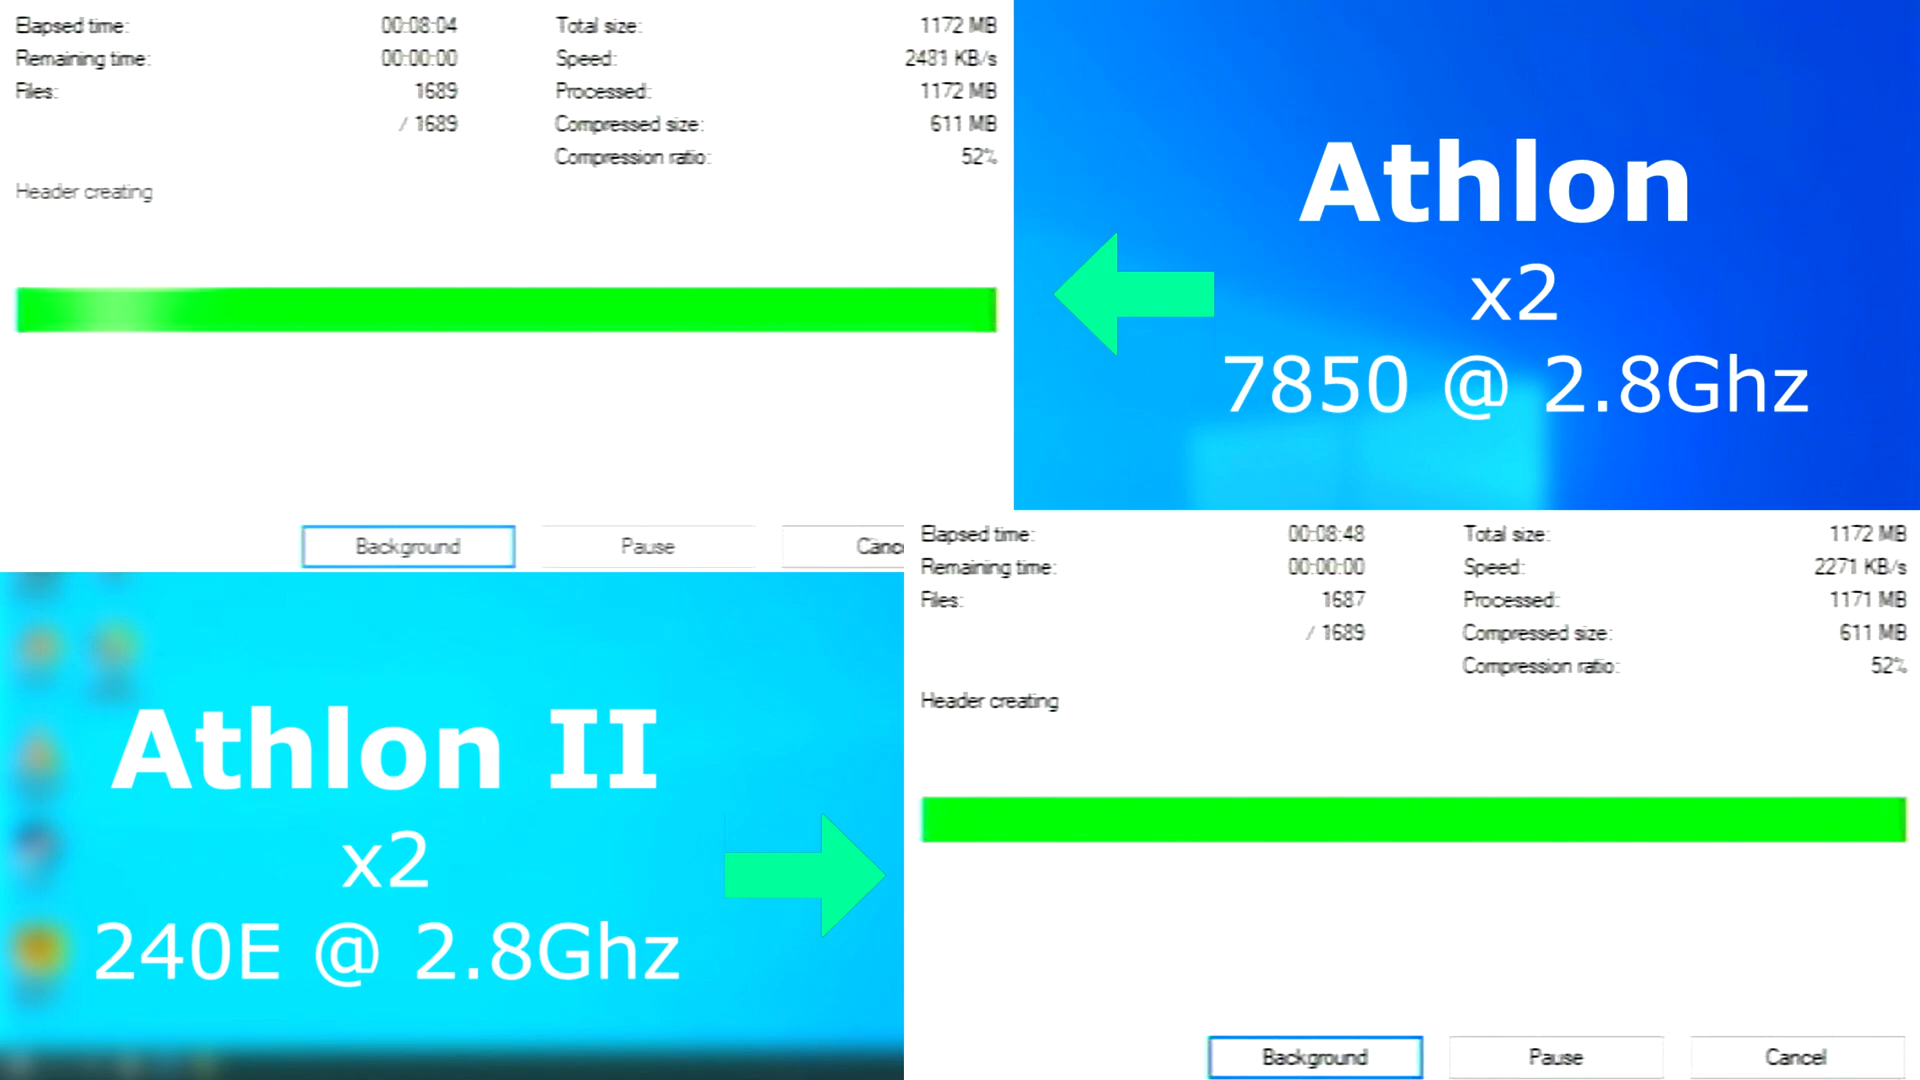 Elapsed time: 00:08:04 Total size: 1172 MB
Remaining time: 00:00:00 Speed: 2481 KB/s
Files: 1689 Processed: 1172 MB
/ 1689 Compressed size: 611 MB
Compression ratio: 52%
Header creating
Athlon
x2
7850 @ 2.8Ghz
Background Pause Canc
Elapsed time: 00:08:48 Total size: 1172 MB
Remaining time: 00:00:00 Speed: 2271 KB/s
Files: 1687 Processed: 1171 MB
/ 1689 Compressed size: 611 MB
Compression ratio: 52%
Header creating
Athlon II
x2
240E @ 2.8Ghz
Background Pause Cancel